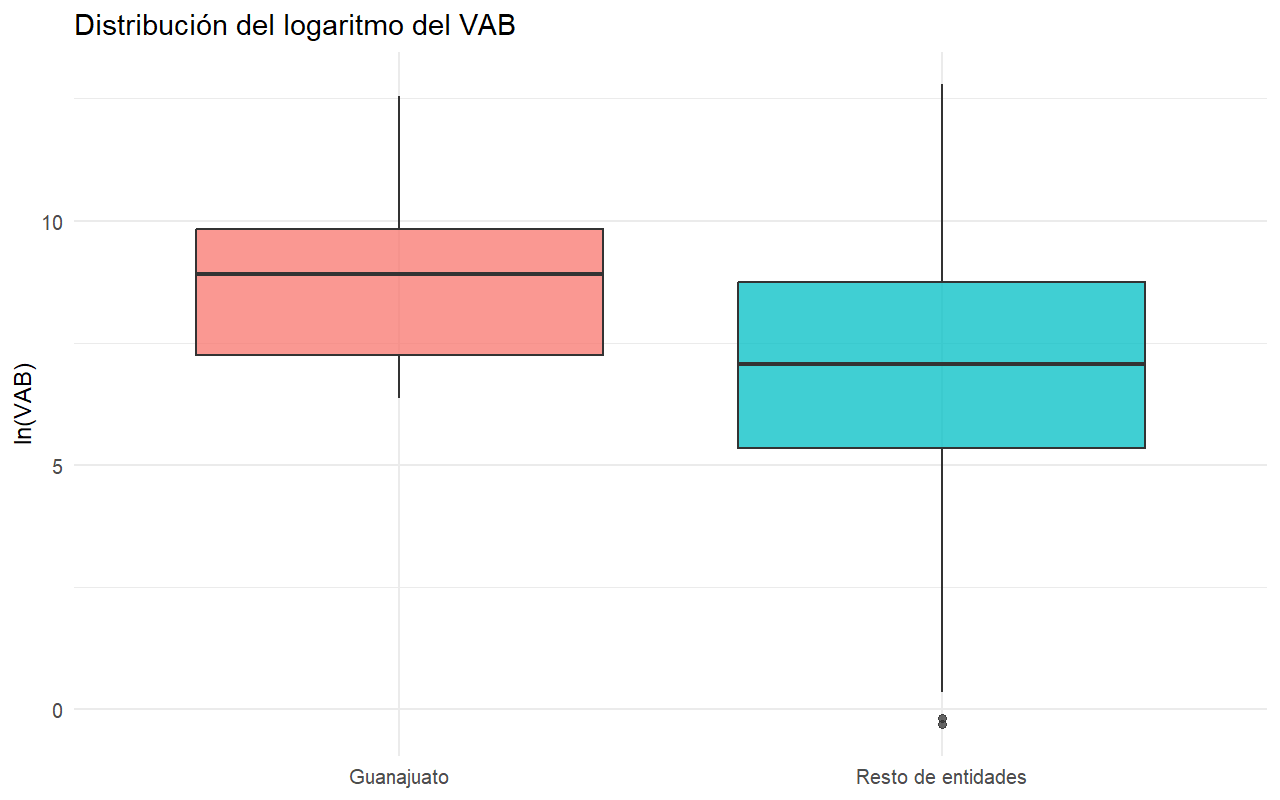 Distribución del logaritmo del VAB
ln(VAB)
10
5
0
Guanajuato
Resto de entidades